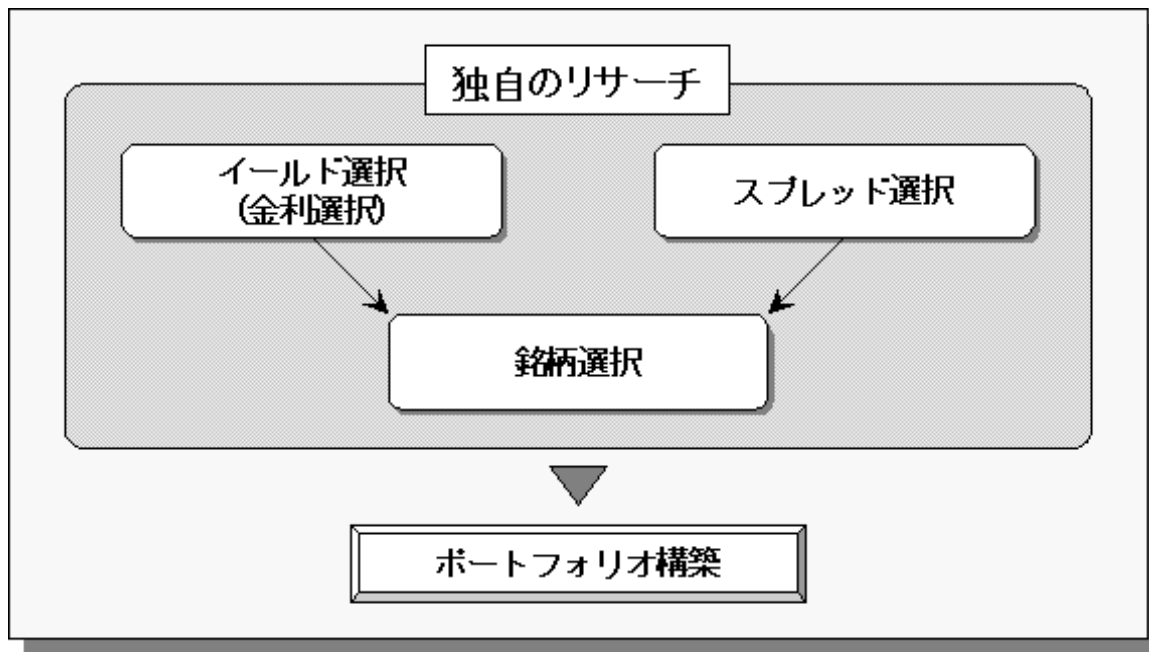 独自のリサーチ
イールド選択
(金利選択)
スプレッド選択
銘柄選択
ポートフォリオ構築